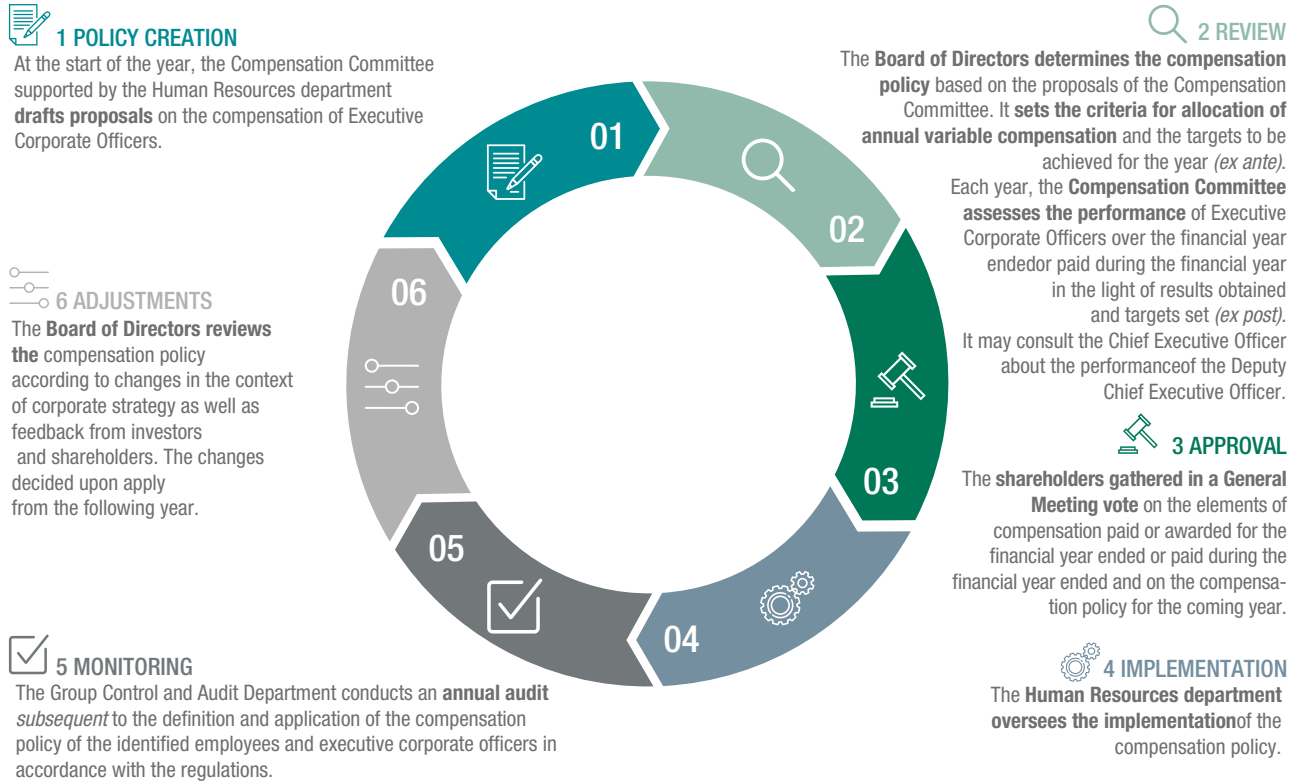 1 POLICY CREATION
At the start of the year, the Compensation Committee
supported by the Human Resources department
drafts proposals on the compensation of Executive
Corporate Officers.
2 REVIEW
The Board of Directors determines the compensation
policy based on the proposals of the Compensation
Committee. It sets the criteria for allocation of
annual variable compensation and the targets to be
achieved for the year (ex ante).
Each year, the Compensation Committee
assesses the performance of Executive
Corporate Officers over the financial year
endedor paid during the financial year
in the light of results obtained
and targets set (ex post).
It may consult the Chief Executive Officer
about the performanceof the Deputy
Chief Executive Officer.
3 APPROVAL
The shareholders gathered in a General
Meeting vote on the elements of
compensation paid or awarded for the
financial year ended or paid during the
financial year ended and on the compensa-
tion policy for the coming year.
4 IMPLEMENTATION
The Human Resources department
oversees the implementationof the
compensation policy.
5 MONITORING
The Group Control and Audit Department conducts an annual audit
subsequent to the definition and application of the compensation
policy of the identified employees and executive corporate officers in
accordance with the regulations.
6 ADJUSTMENTS
The Board of Directors reviews
the compensation policy
according to changes in the context
of corporate strategy as well as
feedback from investors
and shareholders. The changes
decided upon apply
from the following year.
01
02
03
04
05
06